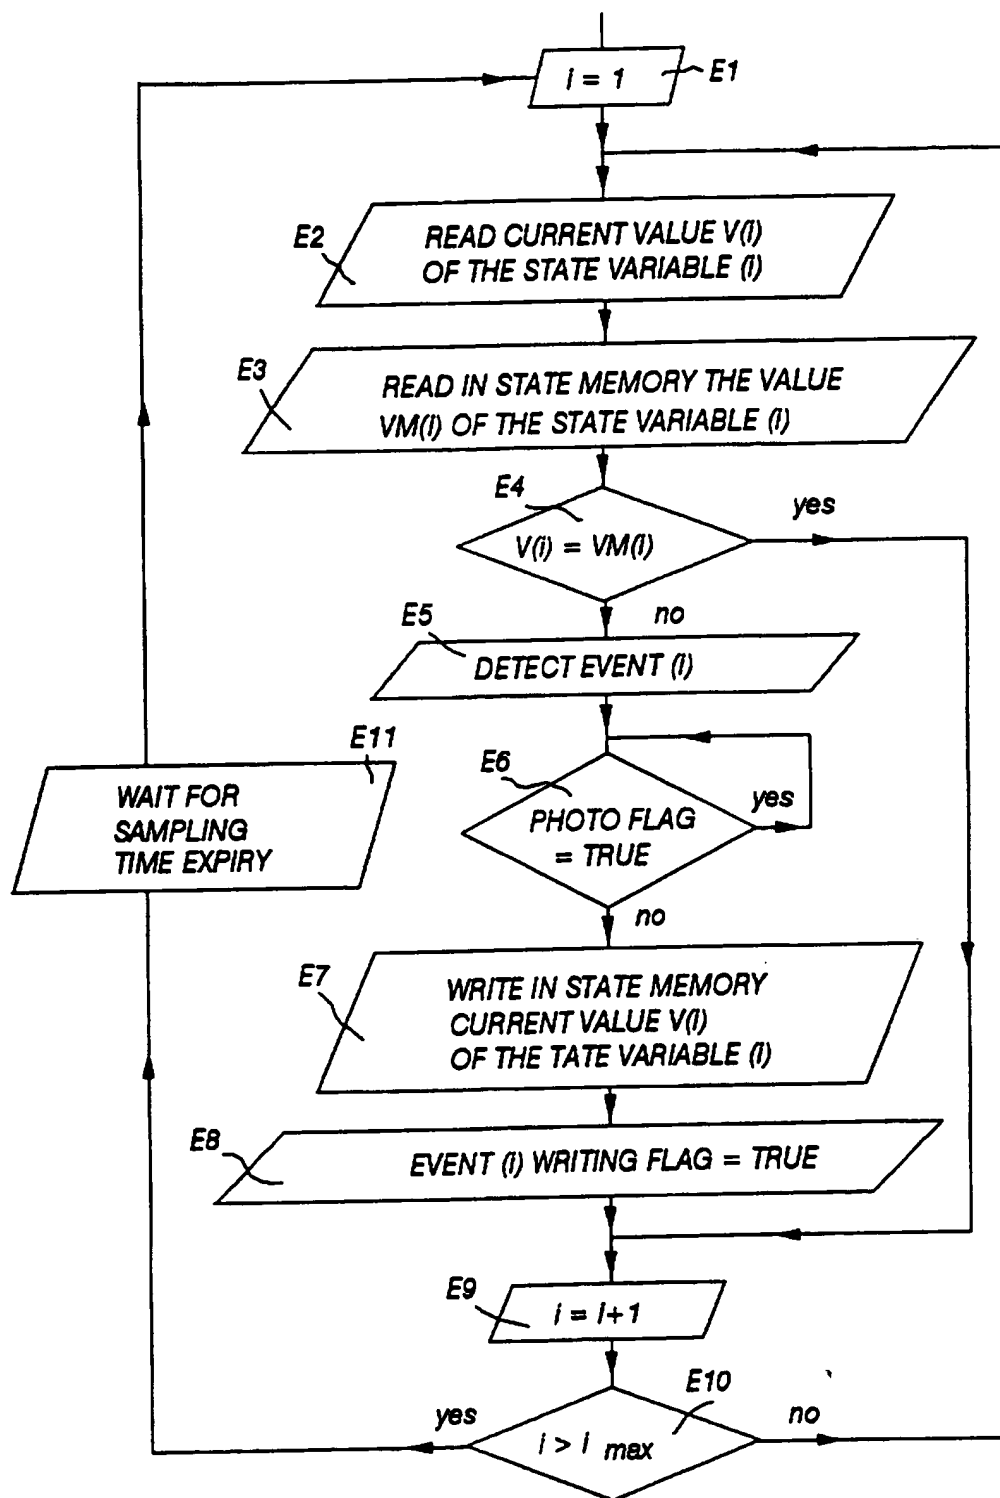 i = 1
E1
E2
READ CURRENT VALUE V(i)
OF THE STATE VARIABLE (i)
E3
READ IN STATE MEMORY THE VALUE
VM(i) OF THE STATE VARIABLE (i)
E4
yes
V(i) = VM(i)
no
E5
DETECT EVENT (i)
E11
WAIT FOR
SAMPLING
TIME EXPIRY
E6
PHOTO FLAG
= TRUE
yes
no
E7
WRITE IN STATE MEMORY
CURRENT VALUE V(i)
OF THE TATE VARIABLE (i)
E8
EVENT (i) WRITING FLAG = TRUE
E9
i = i+1
E10
yes
i > i max
no